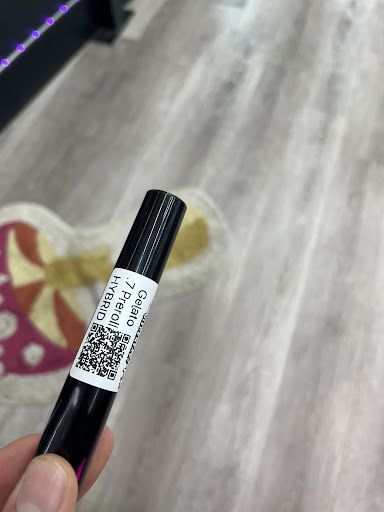 Gelato
.7 Preroll
HYBRID